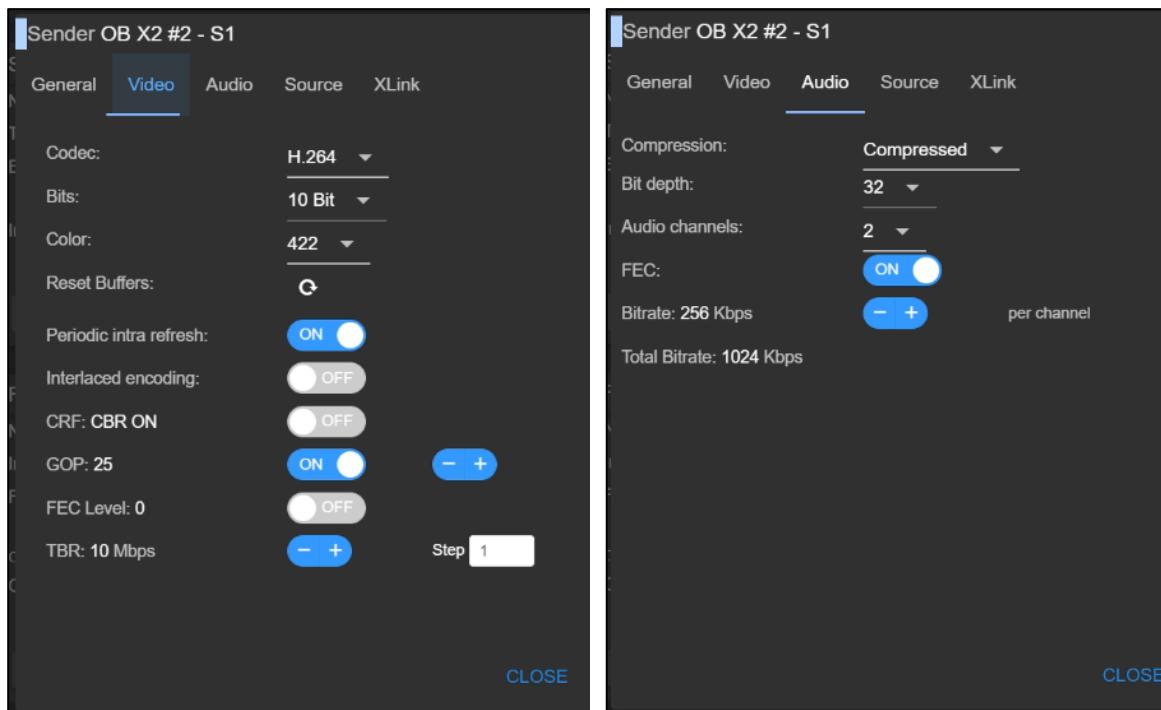 Sender OB X2 #2 - S1
General Video Audio Source XLink
Codec: H.264
Bits: 10 Bit
Color: 422
Reset Buffers:
Periodic intra refresh: ON
Interlaced encoding: OFF
CRF: CBR ON OFF
GOP: 25 ON − +
FEC Level: 0 OFF
TBR: 10 Mbps − + Step 1
CLOSE
Sender OB X2 #2 - S1
General Video Audio Source XLink
Compression: Compressed
Bit depth: 32
Audio channels: 2
FEC: ON
Bitrate: 256 Kbps − + per channel
Total Bitrate: 1024 Kbps
CLOSE